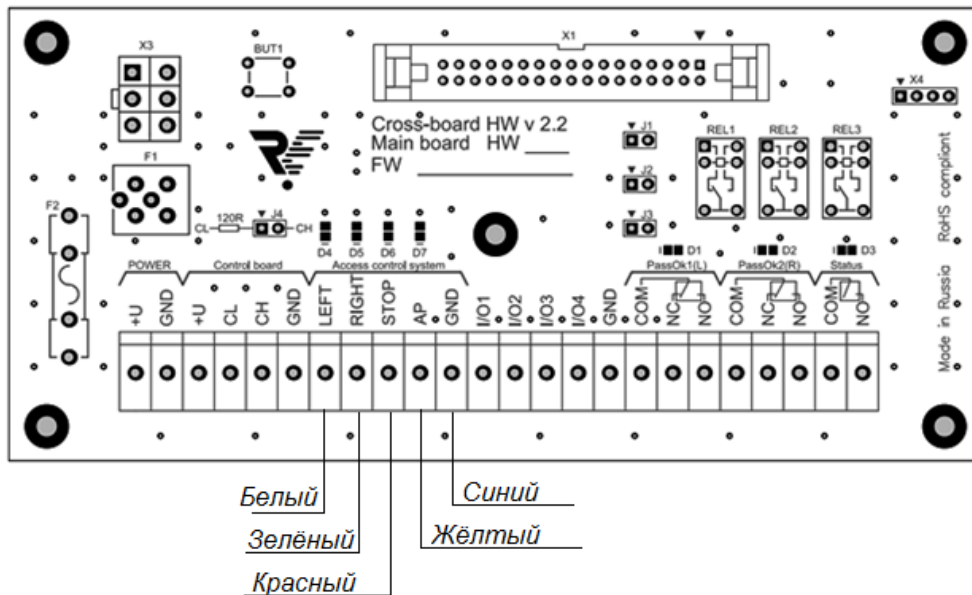 X3
BUT1
X1
X4
Cross-board HW v 2.2
Main board HW ____
FW ______________
J1
REL1
REL2
REL3
F1
J2
F2
120R
J4
CL
CH
J3
D4
D5
D6
D7
D1
D2
D3
POWER
Control board
Access control system
PassOk1(L)
PassOk2(R)
Status
+U
GND
+U
CL
CH
GND
LEFT
RIGHT
STOP
AP
GND
I/O1
I/O2
I/O3
I/O4
GND
COM
NC
NO
COM
NC
NO
COM
NO
Made in Russia RoHS compliant
Белый
Синий
Зелёный
Жёлтый
Красный